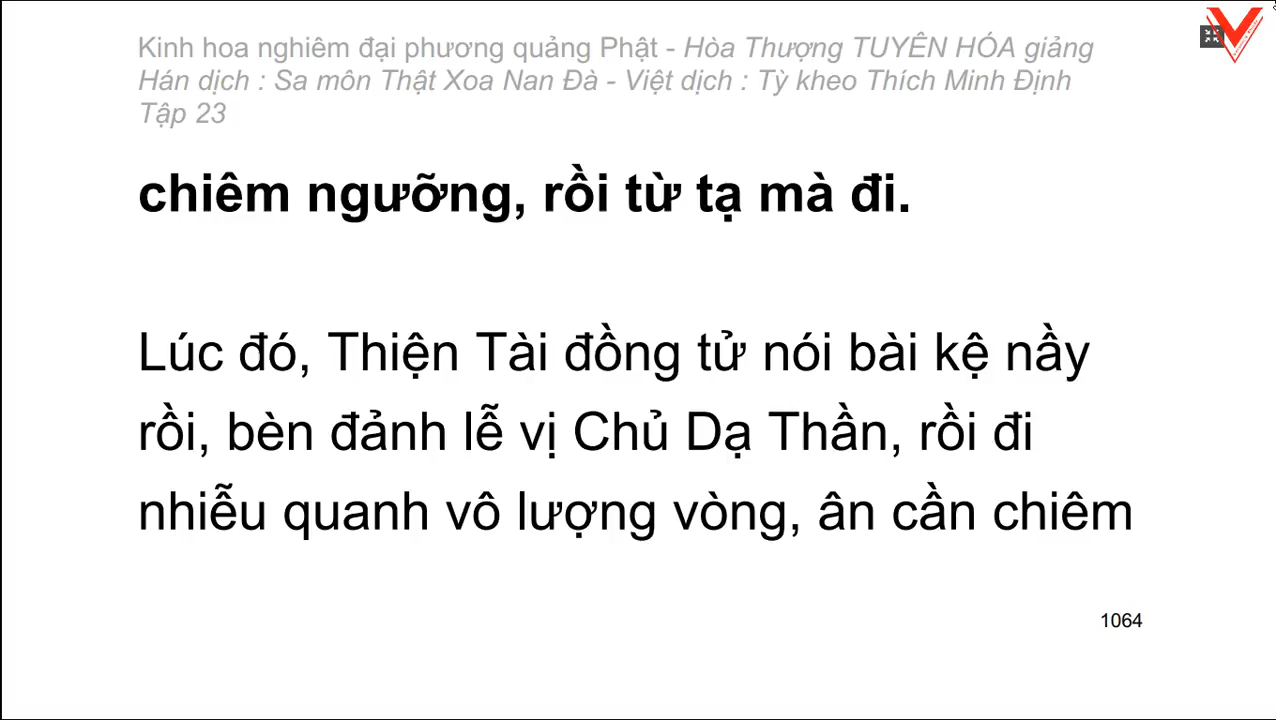 Kinh hoa nghiêm đại phương quảng Phật - Hòa Thượng TUYÊN HÓA giảng
Hán dịch : Sa môn Thật Xoa Nan Đà - Việt dịch : Tỳ kheo Thích Minh Định
Tập 23
chiêm ngưỡng, rồi từ tạ mà đi.
Lúc đó, Thiện Tài đồng tử nói bài kệ nầy
rồi, bèn đảnh lễ vị Chủ Dạ Thần, rồi đi
nhiễu quanh vô lượng vòng, ân cần chiêm
1064